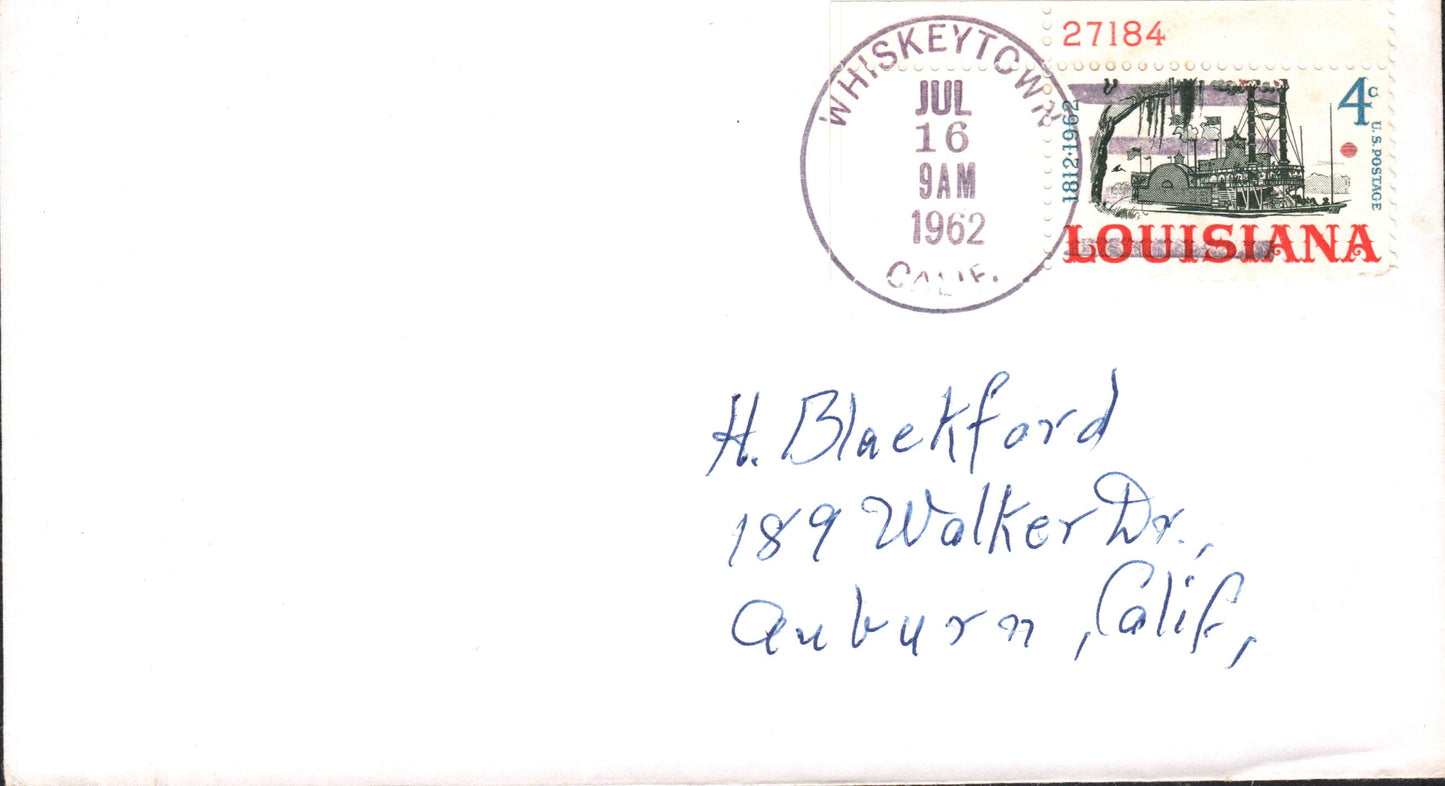 WHISKEYTOWN
JUL
16
9AM
1962
CALIF.
27184
1812·1962
4c
U.S. POSTAGE
LOUISIANA
H. Blackford
189 Walker Dr.,
Auburn, Calif,